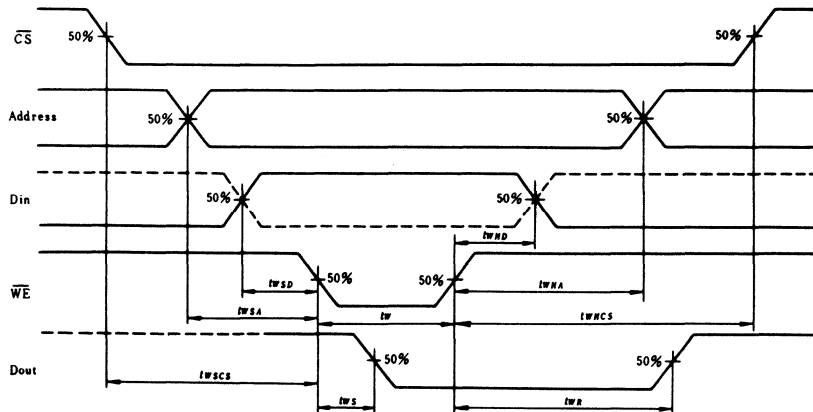 CS 50% 50%
Address 50% 50%
Din 50% 50%
tWHD
WE 50% 50%
tWSD tWHA
tWSA tW tWHCS
Dout 50% 50%
tWSCS tWS tWR